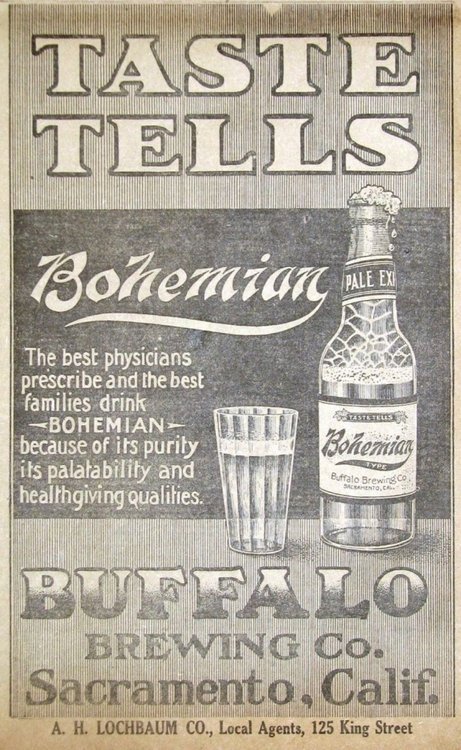 TASTE
TELLS
Bohemian
The best physicians
prescribe and the best
families drink
BOHEMIAN
because of its purity
its palatability and
healthgiving qualities.
PALE EX
TASTE TELLS
Bohemian
TYPE
Buffalo Brewing Co.
SACRAMENTO, CAL.
BUFFALO
BREWING CO.
Sacramento, Calif.
A. H. LOCHBAUM CO., Local Agents, 125 King Street